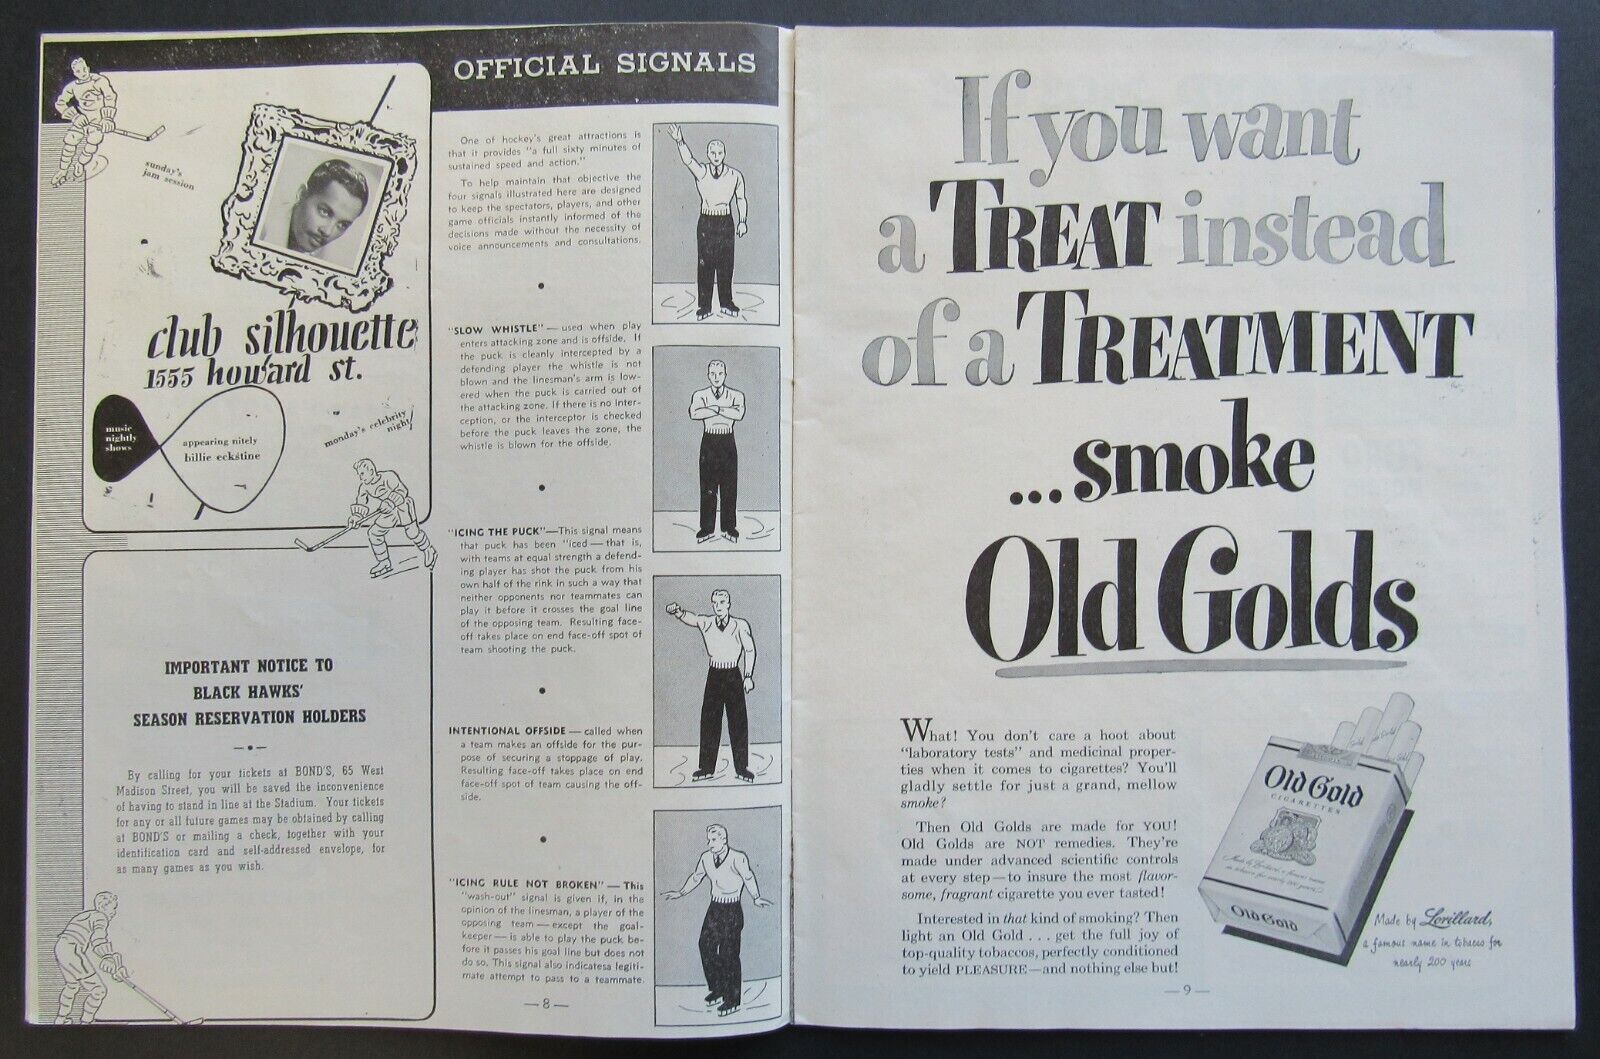 sunday's
jam session
club silhouette
1555 howard st.
music
nightly
shows
appearing nitely
billie eckstine
monday's celebrity
night
IMPORTANT NOTICE TO
BLACK HAWKS'
SEASON RESERVATION HOLDERS
By calling for your tickets at BOND'S, 65 West
Madison Street, you will be saved the inconvenience
of having to stand in line at the Stadium. Your tickets
for any or all future games may be obtained by calling
at BOND'S or mailing a check, together with your
identification card and self-addressed envelope, for
as many games as you wish.
OFFICIAL SIGNALS
One of hockey's great attractions is
that it provides "a full sixty minutes of
sustained speed and action."
To help maintain that objective the
four signals illustrated here are designed
to keep the spectators, players, and other
game officials instantly informed of the
decisions made without the necessity of
voice announcements and consultations.
"SLOW WHISTLE" — used when play
enters attacking zone and is offside. If
the puck is cleanly intercepted by a
defending player the whistle is not
blown and the linesman's arm is low-
ered when the puck is carried out of
the attacking zone. If there is no inter-
ception, or the interceptor is checked
before the puck leaves the zone, the
whistle is blown for the offside.
"ICING THE PUCK"—This signal means
that puck has been "iced — that is,
with teams at equal strength a defend-
ing player has shot the puck from his
own half of the rink in such a way that
neither opponents nor teammates can
play it before it crosses the goal line
of the opposing team. Resulting face-
off takes place on end face-off spot of
team shooting the puck.
INTENTIONAL OFFSIDE — called when
a team makes an offside for the pur-
pose of securing a stoppage of play.
Resulting face-off takes place on end
face-off spot of team causing the off-
side.
"ICING RULE NOT BROKEN" — This
"wash-out" signal is given if, in the
opinion of the linesman, a player of the
opposing team — except the goal-
keeper — is able to play the puck be-
fore it passes his goal line but does not
do so. This signal also indicatesa legiti-
mate attempt to pass to a teammate.
— 8 —
If you want
a TREAT instead
of a TREATMENT
...smoke
Old Golds
What! You don't care a hoot about
"laboratory tests" and medicinal proper-
ties when it comes to cigarettes? You'll
gladly settle for just a grand, mellow
smoke?
Then Old Golds are made for YOU!
Old Golds are NOT remedies. They're
made under advanced scientific controls
at every step—to insure the most flavor-
some, fragrant cigarette you ever tasted!
Interested in that kind of smoking? Then
light an Old Gold . . . get the full joy of
top-quality tobaccos, perfectly conditioned
to yield PLEASURE—and nothing else but!
Old Gold
CIGARETTES
Made by Lorillard, a famous name
in tobacco for nearly 200 years
Old Gold
Made by Lorillard,
a famous name in tobacco for
nearly 200 years
— 9 —